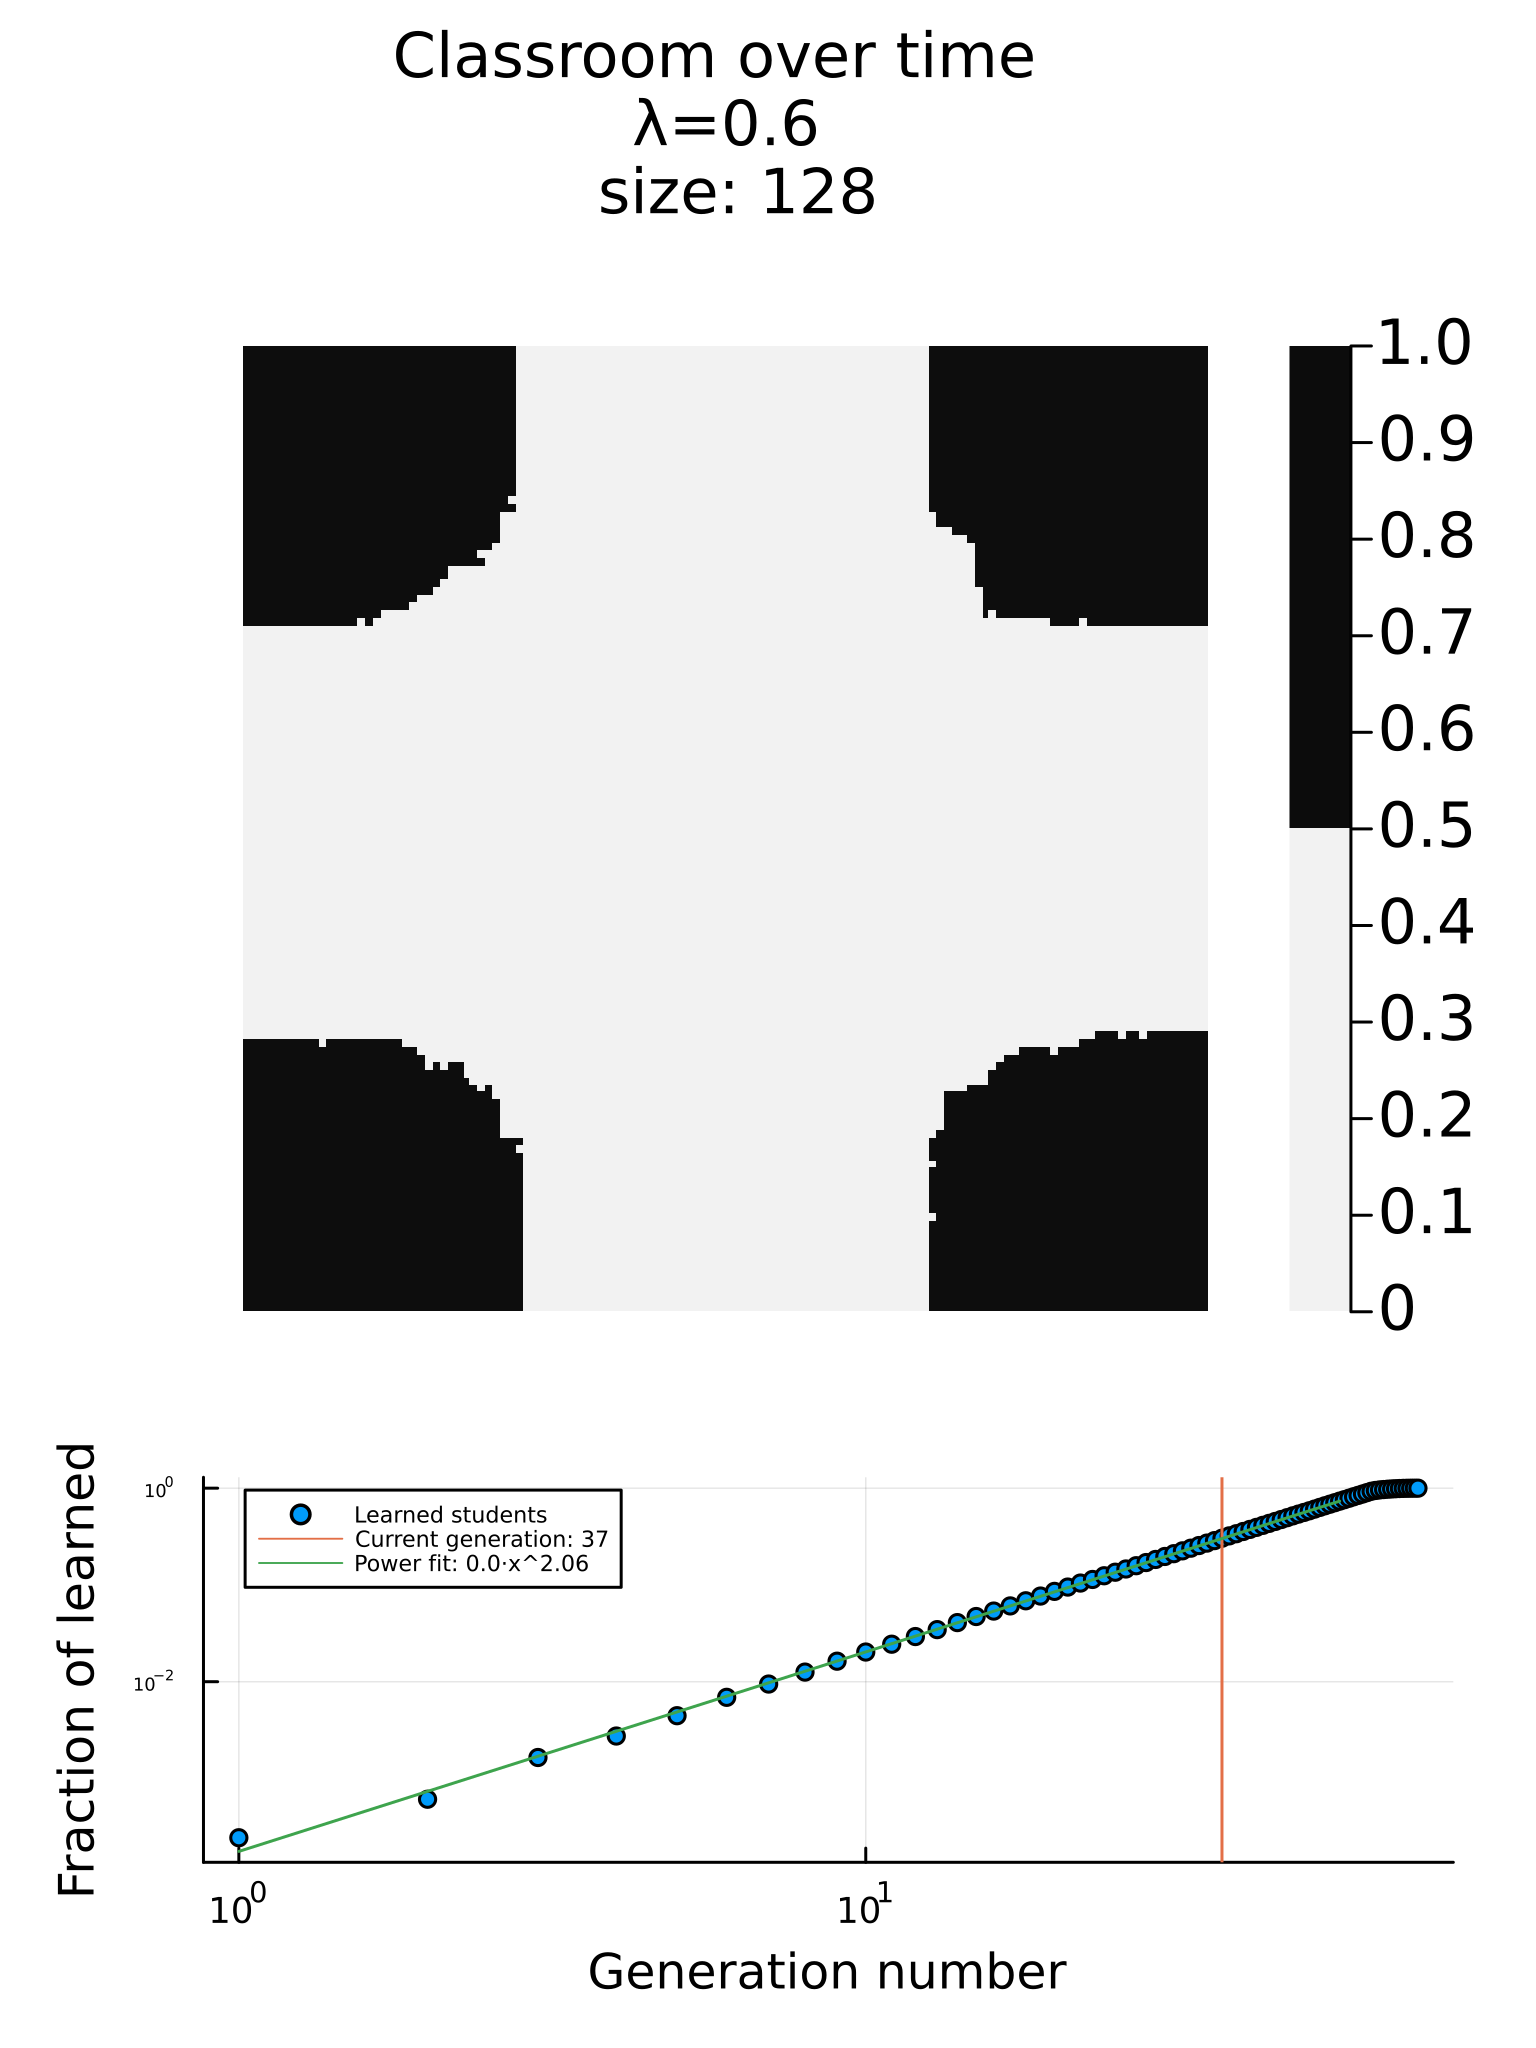 Classroom over time
λ=0.6
size: 128
1.0
0.9
0.8
0.7
0.6
0.5
0.4
0.3
0.2
0.1
0
Fraction of learned
10⁰
10⁻²
Learned students
Current generation: 37
Power fit: 0.0·x^2.06
10⁰
10¹
Generation number